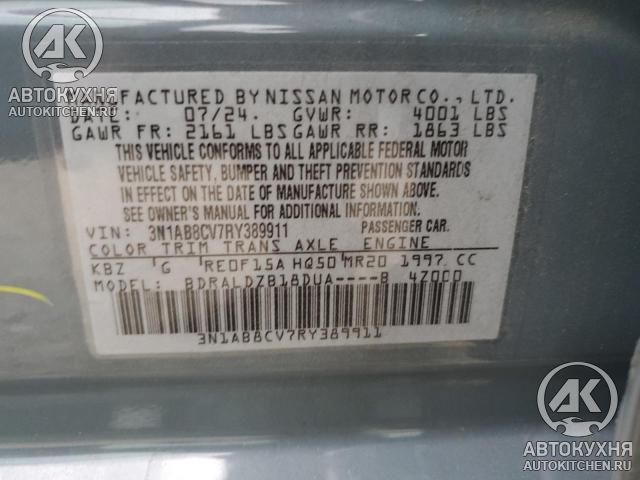 MANUFACTURED BY NISSAN MOTOR CO., LTD.
DATE: 07/24. GVWR: 4001 LBS
GAWR FR: 2161 LBS GAWR RR: 1863 LBS
THIS VEHICLE CONFORMS TO ALL APPLICABLE FEDERAL MOTOR
VEHICLE SAFETY, BUMPER AND THEFT PREVENTION STANDARDS
IN EFFECT ON THE DATE OF MANUFACTURE SHOWN ABOVE.
SEE OWNER'S MANUAL FOR ADDITIONAL INFORMATION.
VIN: 3N1AB8CV7RY389911 PASSENGER CAR.
COLOR TRIM TRANS AXLE ENGINE
KBZ G RE0F15A HQ50 MR20 1997 CC
MODEL: BDRALDZB18DUA----B 4Z0C0
3N1AB8CV7RY389911
АК
АВТОКУХНЯ
AUTOKITCHEN.RU
АК
АВТОКУХНЯ
AUTOKITCHEN.RU